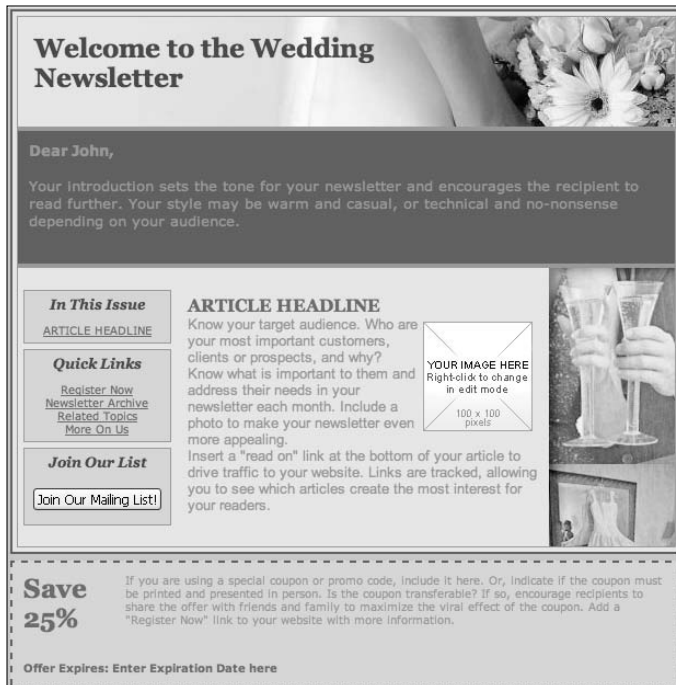 Welcome to the Wedding
Newsletter
Dear John,
Your introduction sets the tone for your newsletter and encourages the recipient to
read further. Your style may be warm and casual, or technical and no-nonsense
depending on your audience.
In This Issue
ARTICLE HEADLINE
Quick Links
Register Now
Newsletter Archive
Related Topics
More On Us
Join Our List
Join Our Mailing List!
ARTICLE HEADLINE
Know your target audience. Who are
your most important customers,
clients or prospects, and why?
Know what is important to them and
address their needs in your
newsletter each month. Include a
photo to make your newsletter even
more appealing.
Insert a "read on" link at the bottom of your article to
drive traffic to your website. Links are tracked, allowing
you to see which articles create the most interest for
your readers.
YOUR IMAGE HERE
Right-click to change
in edit mode
100 x 100
pixels
Save
25%
If you are using a special coupon or promo code, include it here. Or, indicate if the coupon must
be printed and presented in person. Is the coupon transferable? If so, encourage recipients to
share the offer with friends and family to maximize the viral effect of the coupon. Add a
"Register Now" link to your website with more information.
Offer Expires: Enter Expiration Date here